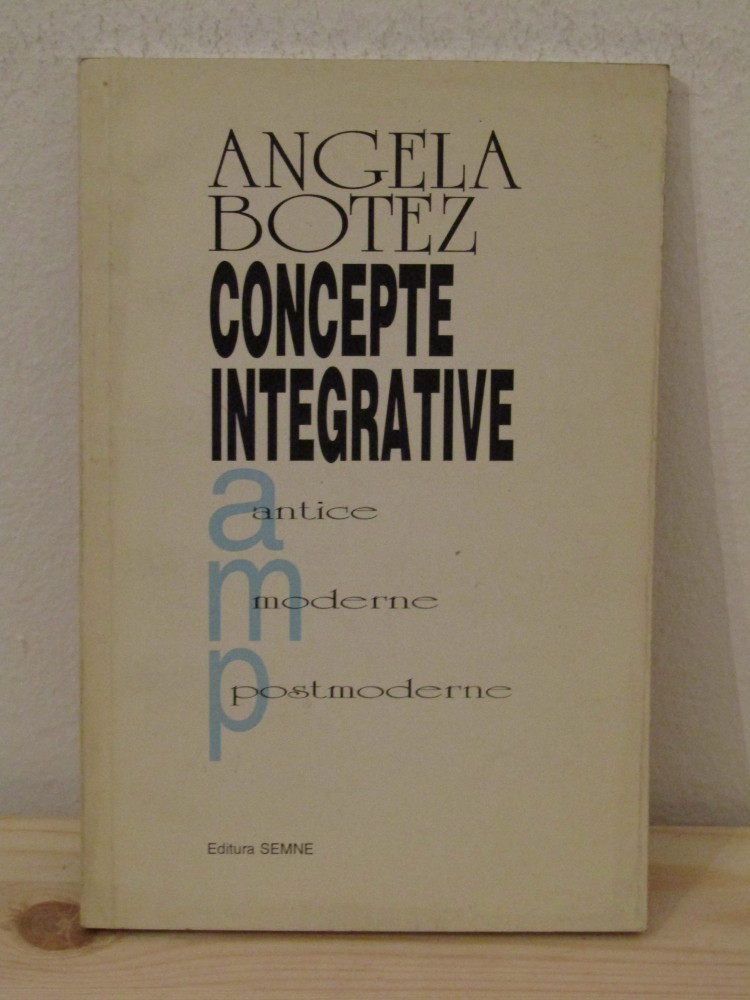 ANGELA
BOTEZ
CONCEPTE
INTEGRATIVE
a
antice
m
moderne
p
postmoderne
Editura SEMNE